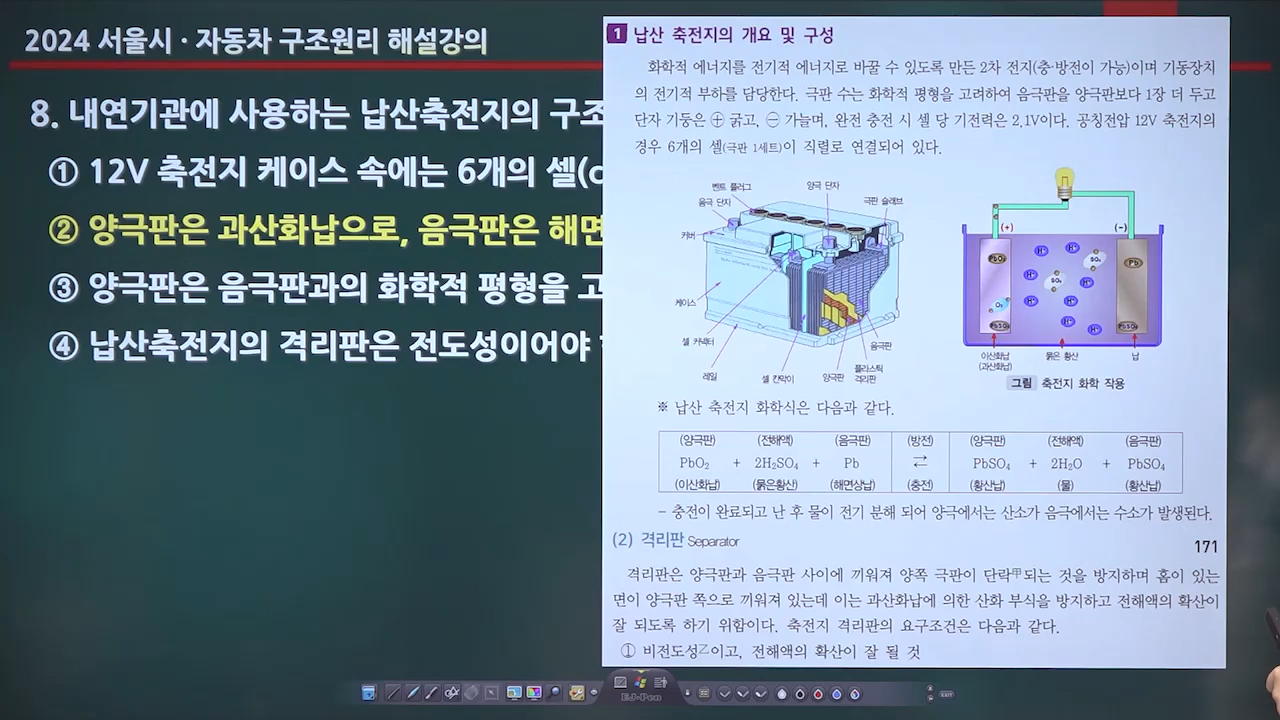 2024 서울시 · 자동차 구조원리 해설강의
8. 내연기관에 사용하는 납산축전지의 구조
① 12V 축전지 케이스 속에는 6개의 셀(c
② 양극판은 과산화납으로, 음극판은 해면
③ 양극판은 음극판과의 화학적 평형을 고
④ 납산축전지의 격리판은 전도성이어야
1 납산 축전지의 개요 및 구성
화학적 에너지를 전기적 에너지로 바꿀 수 있도록 만든 2차 전지(충·방전이 가능)이며 기동장치
의 전기적 부하를 담당한다. 극판 수는 화학적 평형을 고려하여 음극판을 양극판보다 1장 더 두고
단자 기둥은 ⊕ 굵고, ⊖ 가늘며, 완전 충전 시 셀 당 기전력은 2.1V이다. 공칭전압 12V 축전지의
경우 6개의 셀(극판 1세트)이 직렬로 연결되어 있다.
벤트 플러그
양극 단자
음극 단자
극판 슬래브
커버
케이스
셀 커넥터
레일
셀 칸막이
양극판
플라스틱
격리판
음극판
(+)
(-)
PbO₂
Pb
H⁺
H⁺
SO₄
H⁺
SO₄
H⁺
H⁺
H⁺
H⁺
O₂
H⁺
H⁺
PbSO₄
PbSO₄
이산화납
(과산화납)
묽은 황산
납
그림 축전지 화학 작용
※ 납산 축전지 화학식은 다음과 같다.
(양극판) (전해액) (음극판) (방전) (양극판) (전해액) (음극판)
PbO₂ + 2H₂SO₄ + Pb ⇄ PbSO₄ + 2H₂O + PbSO₄
(이산화납) (묽은황산) (해면상납) (충전) (황산납) (물) (황산납)
- 충전이 완료되고 난 후 물이 전기 분해 되어 양극에서는 산소가 음극에서는 수소가 발생된다.
(2) 격리판 Separator
171
격리판은 양극판과 음극판 사이에 끼워져 양쪽 극판이 단락甲되는 것을 방지하며 홈이 있는
면이 양극판 쪽으로 끼워져 있는데 이는 과산화납에 의한 산화 부식을 방지하고 전해액의 확산이
잘 되도록 하기 위함이다. 축전지 격리판의 요구조건은 다음과 같다.
① 비전도성乙이고, 전해액의 확산이 잘 될 것
EJ-Pen
EXIT